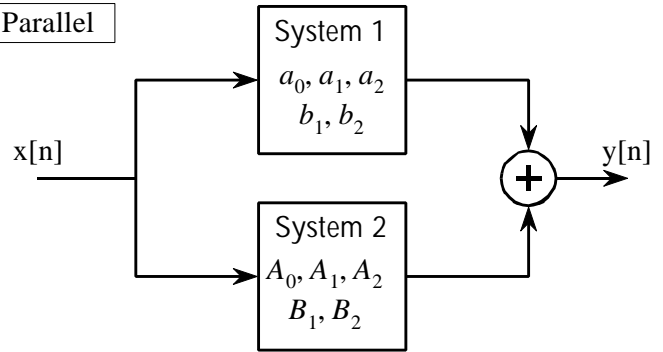 Parallel
System 1
a₀, a₁, a₂
b₁, b₂
x[n]
y[n]
+
System 2
A₀, A₁, A₂
B₁, B₂